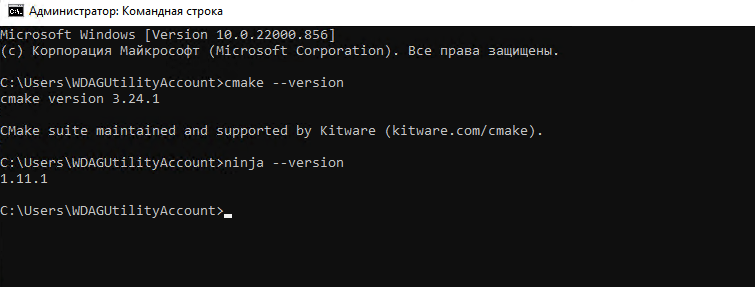 Администратор: Командная строка
Microsoft Windows [Version 10.0.22000.856]
(c) Корпорация Майкрософт (Microsoft Corporation). Все права защищены.
C:\Users\WDAGUtilityAccount>cmake --version
cmake version 3.24.1
CMake suite maintained and supported by Kitware (kitware.com/cmake).
C:\Users\WDAGUtilityAccount>ninja --version
1.11.1
C:\Users\WDAGUtilityAccount>